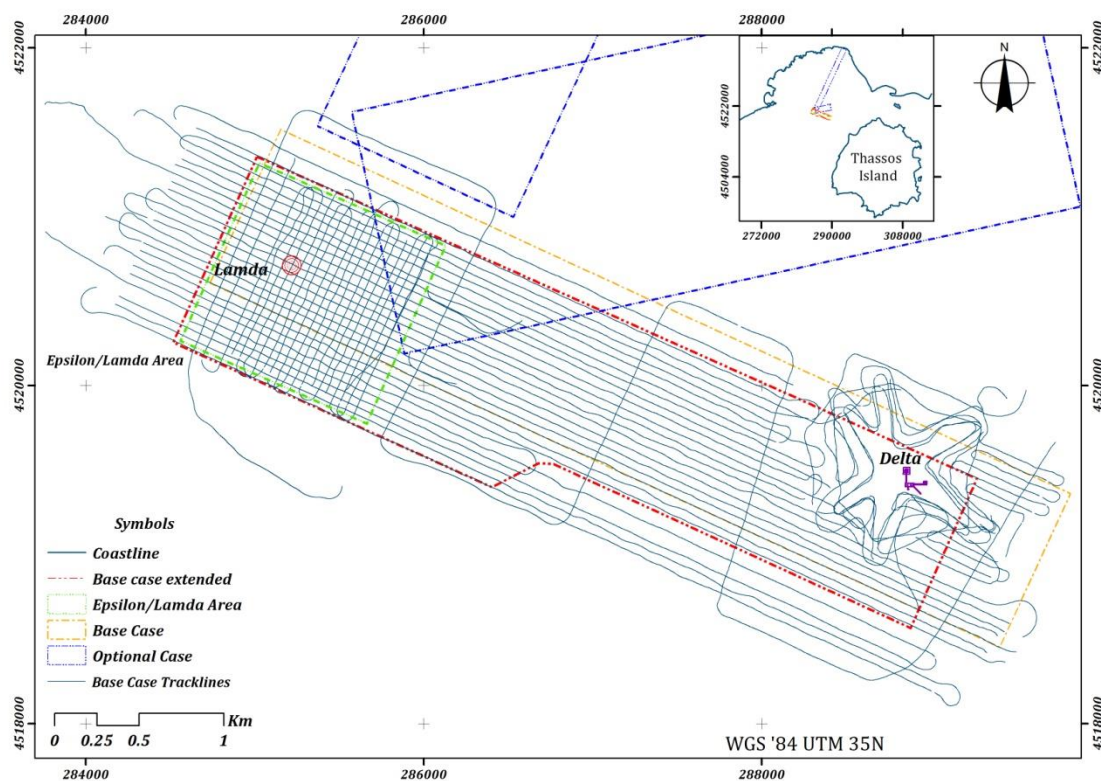 284000
286000
288000
4522000
4522000
N
4522000
4504000
Thassos
Island
272000
290000
308000
Lamda
Epsilon/Lamda Area
4520000
4520000
Delta
Symbols
Coastline
Base case extended
Epsilon/Lamda Area
Base Case
Optional Case
Base Case Tracklines
Km
0 0.25 0.5 1
WGS '84 UTM 35N
4518000
4518000
284000
286000
288000